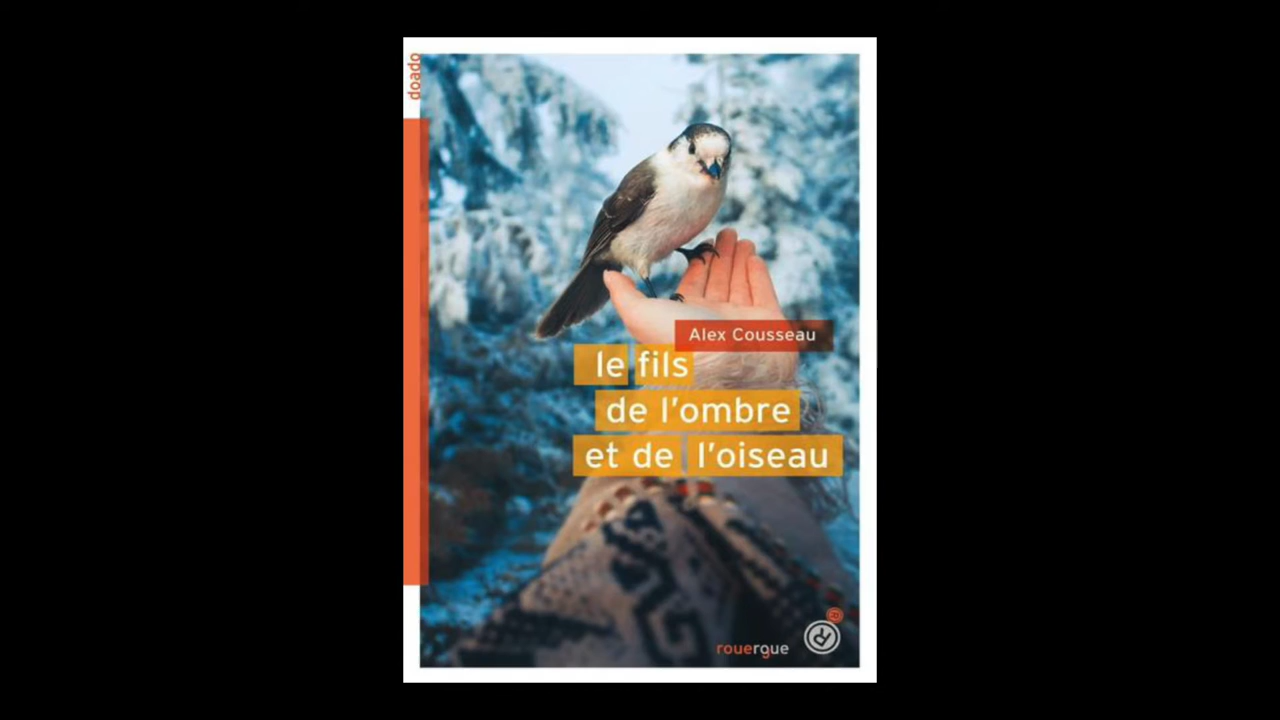 doado
Alex Cousseau
le fils
de l'ombre
et de l'oiseau
rouergue